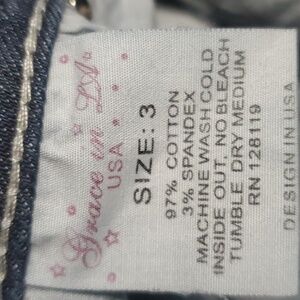 Grace in LA
USA
SIZE: 3
97% COTTON
3% SPANDEX
MACHINE WASH COLD
INSIDE OUT, NO BLEACH
TUMBLE DRY MEDIUM
RN 128119
DESIGN IN USA